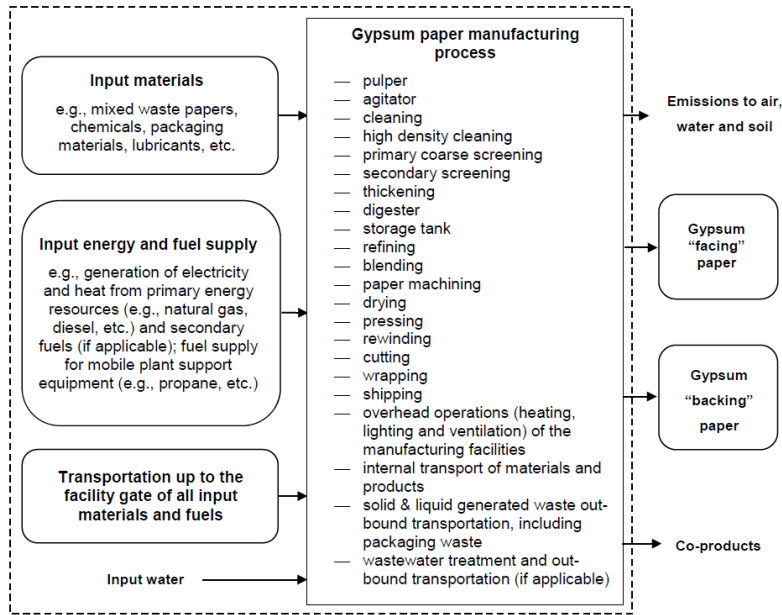 Input materials
e.g., mixed waste papers,
chemicals, packaging
materials, lubricants, etc.
Input energy and fuel supply
e.g., generation of electricity
and heat from primary energy
resources (e.g., natural gas,
diesel, etc.) and secondary
fuels (if applicable); fuel supply
for mobile plant support
equipment (e.g., propane, etc.)
Transportation up to the
facility gate of all input
materials and fuels
Input water
Gypsum paper manufacturing
process
— pulper
— agitator
— cleaning
— high density cleaning
— primary coarse screening
— secondary screening
— thickening
— digester
— storage tank
— refining
— blending
— paper machining
— drying
— pressing
— rewinding
— cutting
— wrapping
— shipping
— overhead operations (heating,
lighting and ventilation) of the
manufacturing facilities
— internal transport of materials and
products
— solid & liquid generated waste out-
bound transportation, including
packaging waste
— wastewater treatment and out-
bound transportation (if applicable)
Emissions to air,
water and soil
Gypsum
“facing”
paper
Gypsum
“backing”
paper
Co-products